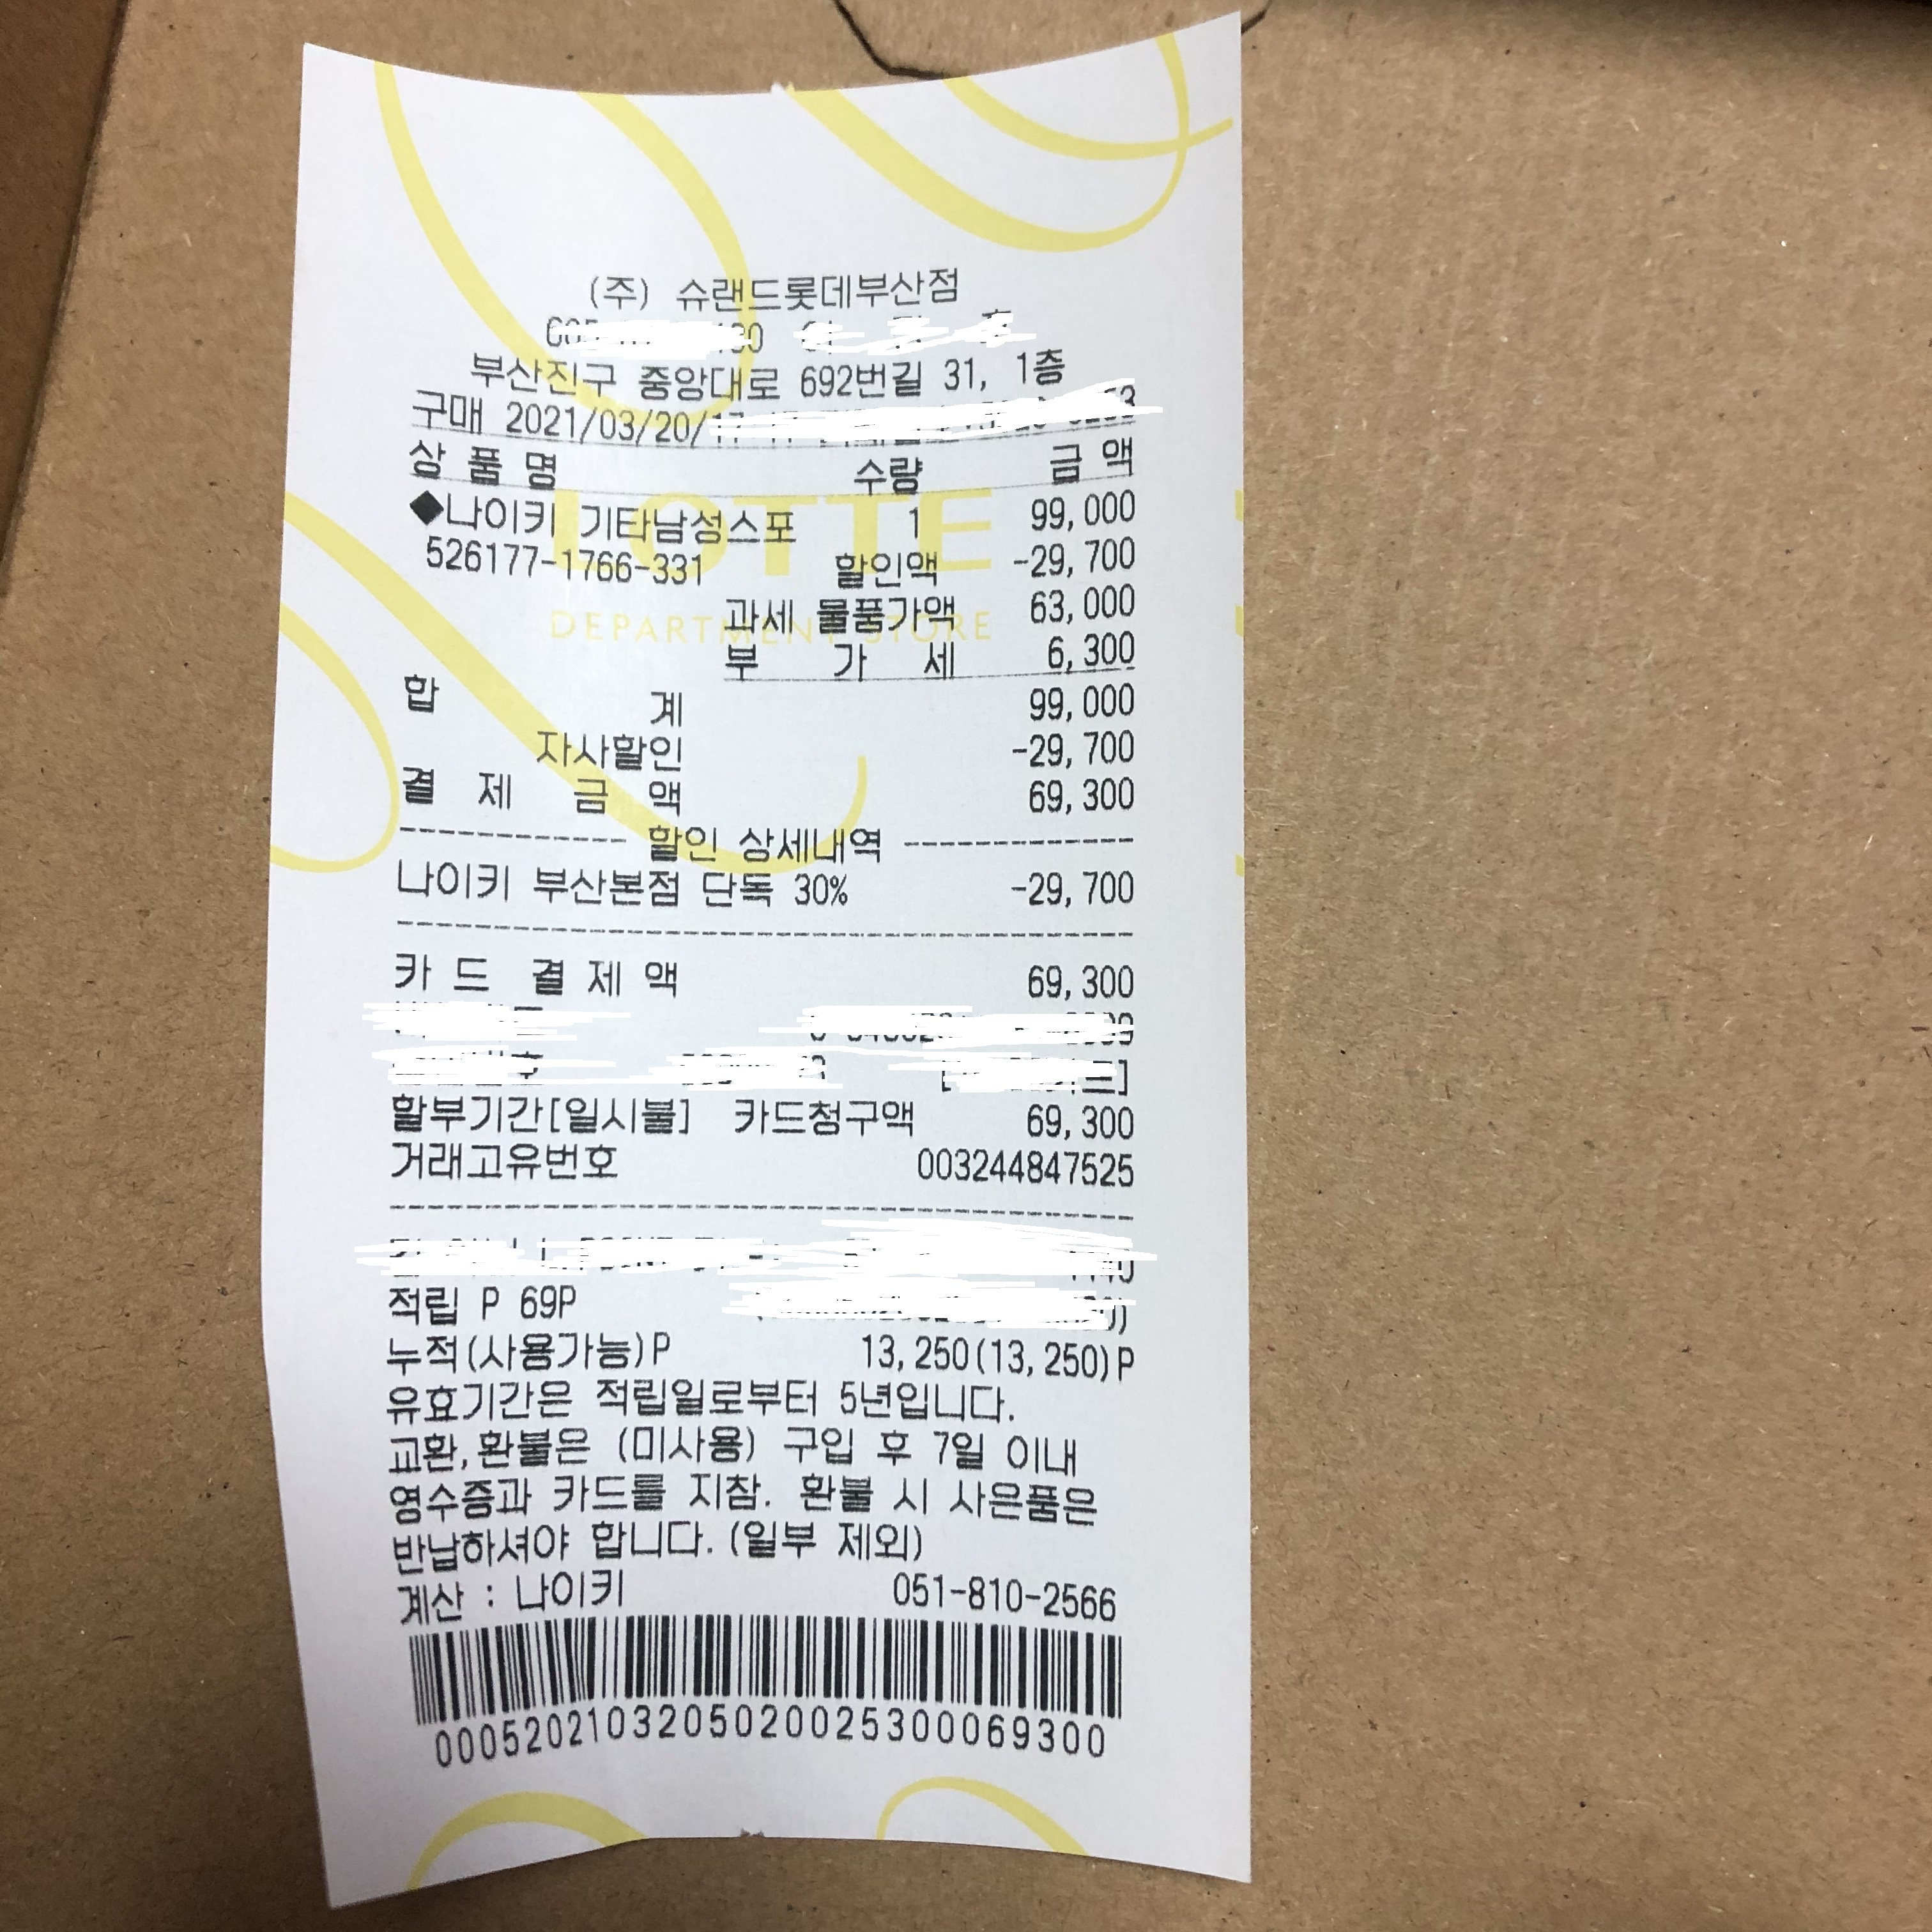 (주) 슈랜드롯데부산점
부산진구 중앙대로 692번길 31, 1층
구매 2021/03/20/
상 품 명 수량 금 액
LOTTE
◆나이키 기타남성스포 1 99,000
526177-1766-331 할인액 -29,700
과세 물품가액 63,000
DEPARTMENT STORE
부 가 세 6,300
합 계 99,000
자사할인 -29,700
결 제 금 액 69,300
----------- 할인 상세내역 ------------
나이키 부산본점 단독 30% -29,700
카 드 결 제 액 69,300
할부기간[일시불] 카드청구액 69,300
거래고유번호 003244847525
적립 P 69P
누적(사용가능)P 13,250(13,250)P
유효기간은 적립일로부터 5년입니다.
교환,환불은 (미사용) 구입 후 7일 이내
영수증과 카드를 지참. 환불 시 사은품은
반납하셔야 합니다.(일부 제외)
계산 : 나이키 051-810-2566
0005202103205020025300069300